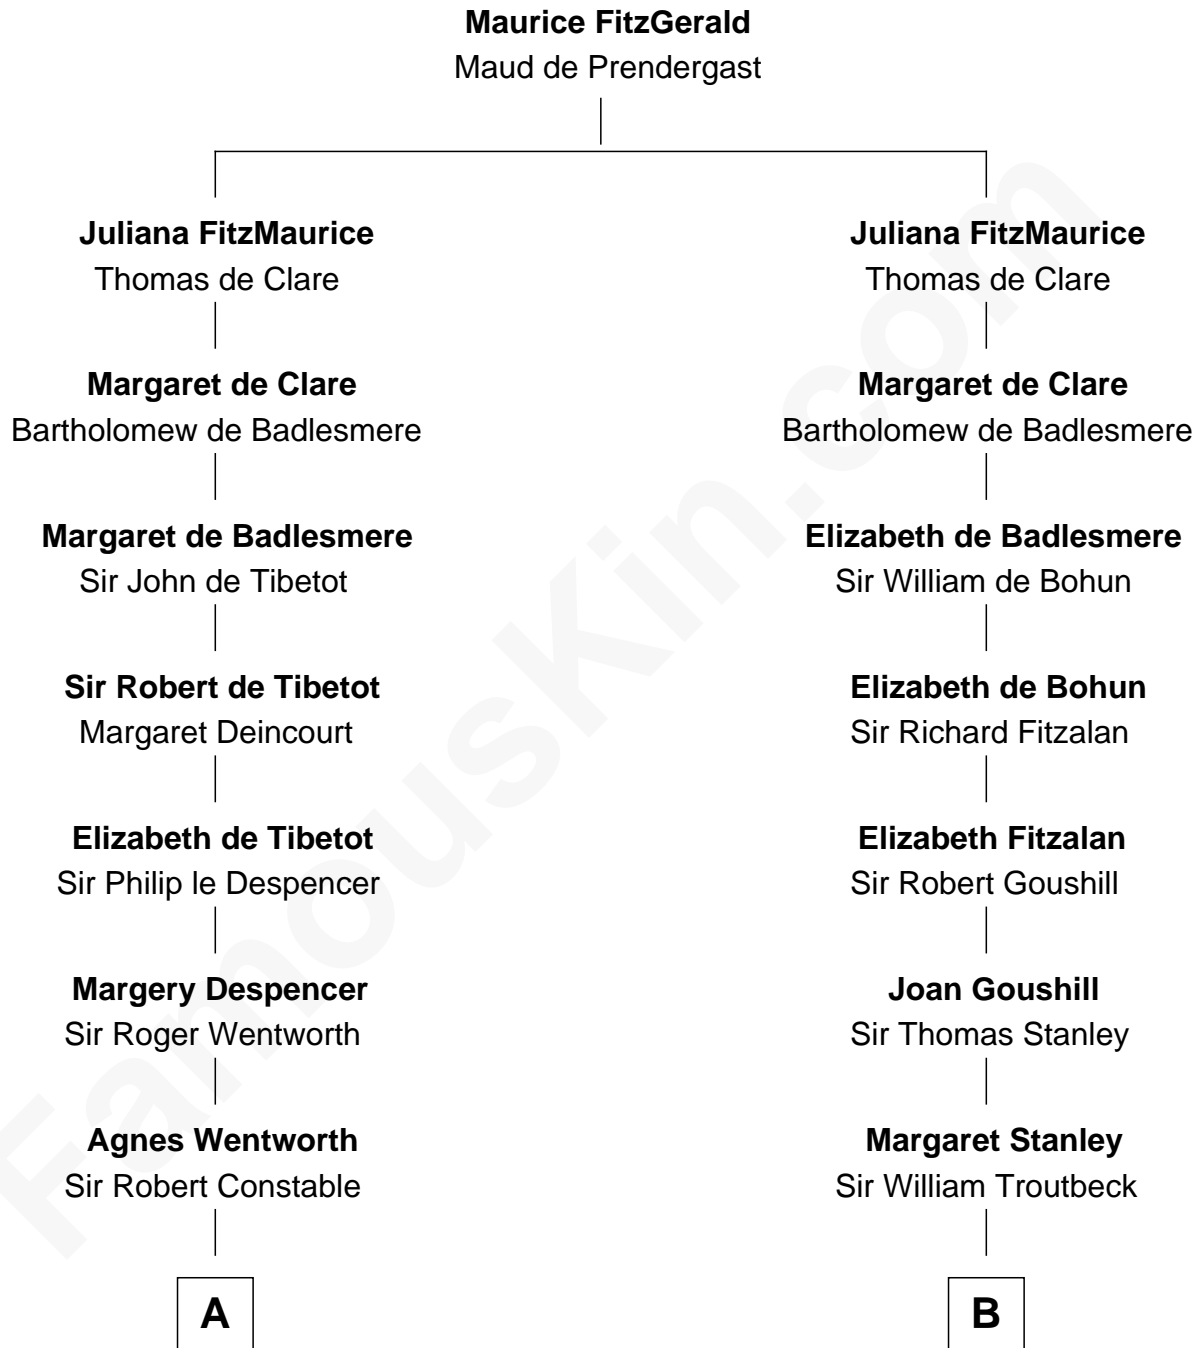 Maurice FitzGerald
Maud de Prendergast
Juliana FitzMaurice
Thomas de Clare
Margaret de Clare
Bartholomew de Badlesmere
Margaret de Badlesmere
Sir John de Tibetot
Sir Robert de Tibetot
Margaret Deincourt
Elizabeth de Tibetot
Sir Philip le Despencer
Margery Despencer
Sir Roger Wentworth
Agnes Wentworth
Sir Robert Constable
A
Juliana FitzMaurice
Thomas de Clare
Margaret de Clare
Bartholomew de Badlesmere
Elizabeth de Badlesmere
Sir William de Bohun
Elizabeth de Bohun
Sir Richard Fitzalan
Elizabeth Fitzalan
Sir Robert Goushill
Joan Goushill
Sir Thomas Stanley
Margaret Stanley
Sir William Troutbeck
B
FamousKin.com